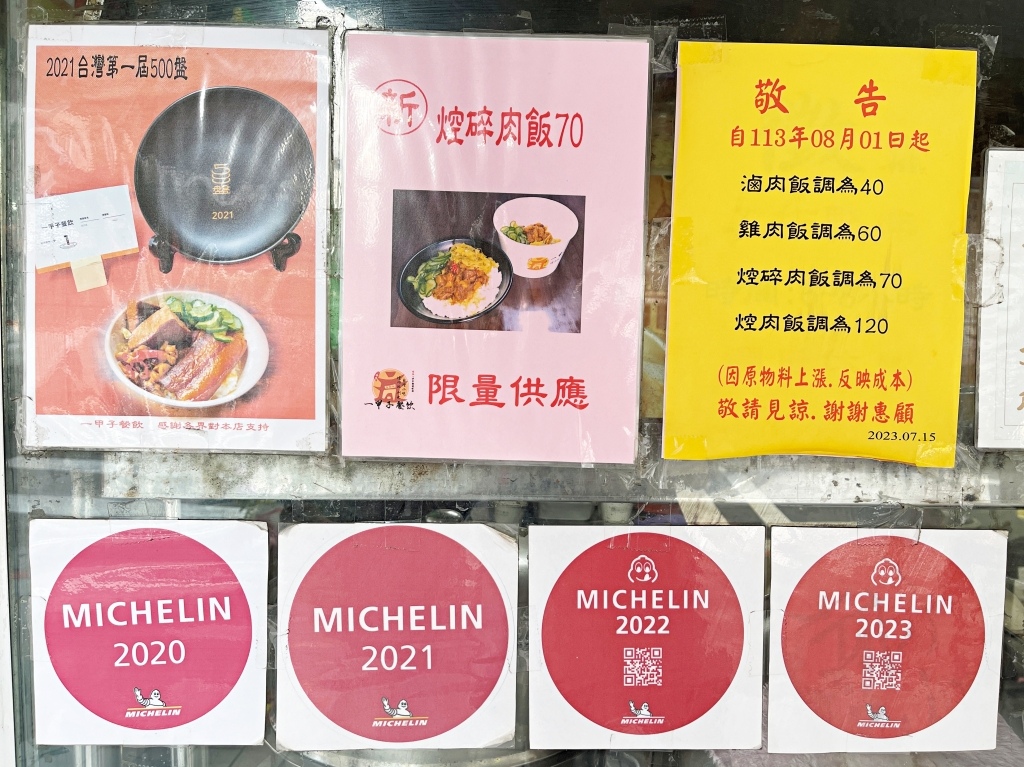 2021台灣第一屆500盤
盤
2021
一甲子餐飲
一甲子餐飲 感謝各界對本店支持
新
焢碎肉飯70
一甲子餐飲
限量供應
敬告
自113年08月01日起
滷肉飯調為40
雞肉飯調為60
焢碎肉飯調為70
焢肉飯調為120
(因原物料上漲.反映成本)
敬請見諒.謝謝惠顧
2023.07.15
MICHELIN
2020
MICHELIN
MICHELIN
2021
MICHELIN
MICHELIN
2022
MICHELIN
MICHELIN
2023
MICHELIN